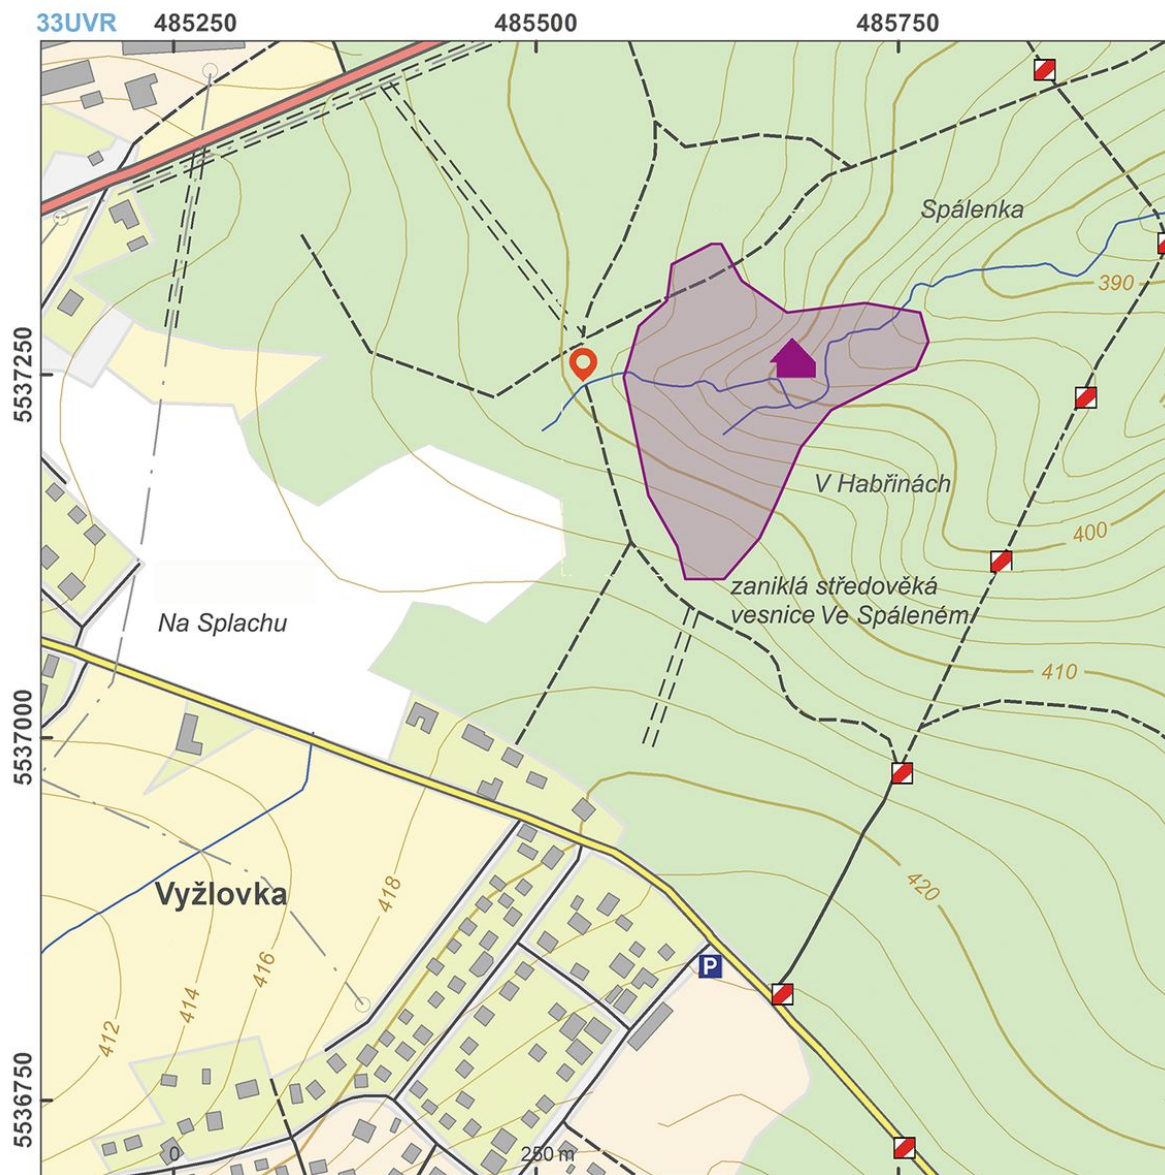 33UVR
485250
485500
485750
Spálenka
390
5537250
V Habřinách
400
zaniklá středověká
vesnice Ve Spáleném
Na Splachu
410
5537000
420
418
Vyžlovka
416
414
412
P
5536750
0
250 m